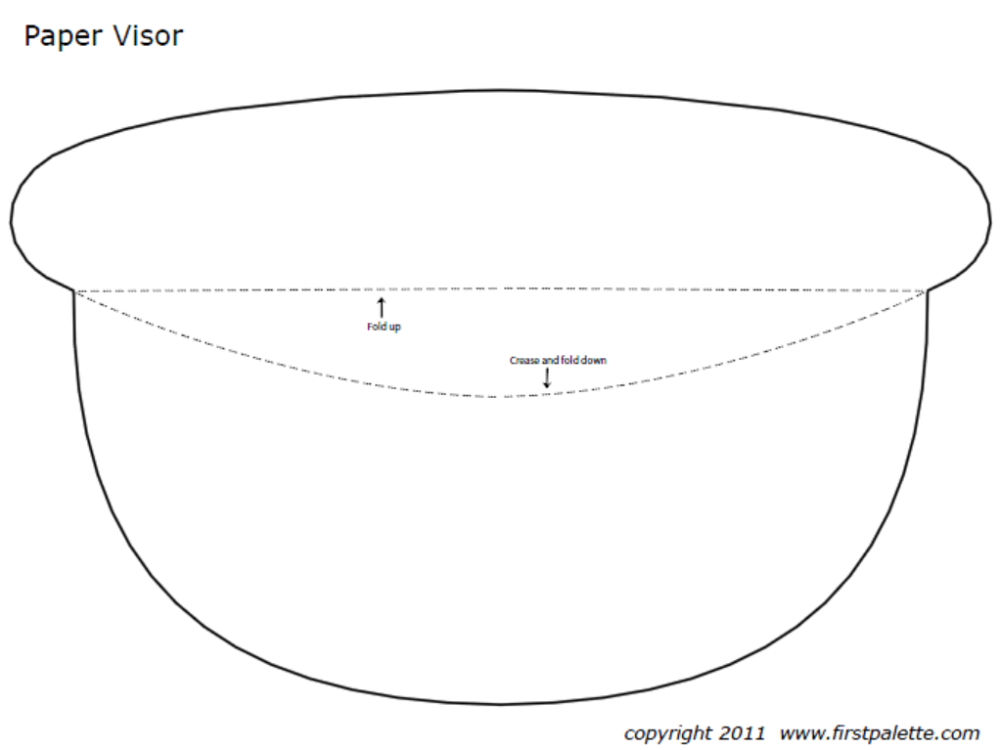 Paper Visor
Fold up
Crease and fold down
copyright 2011 www.firstpalette.com